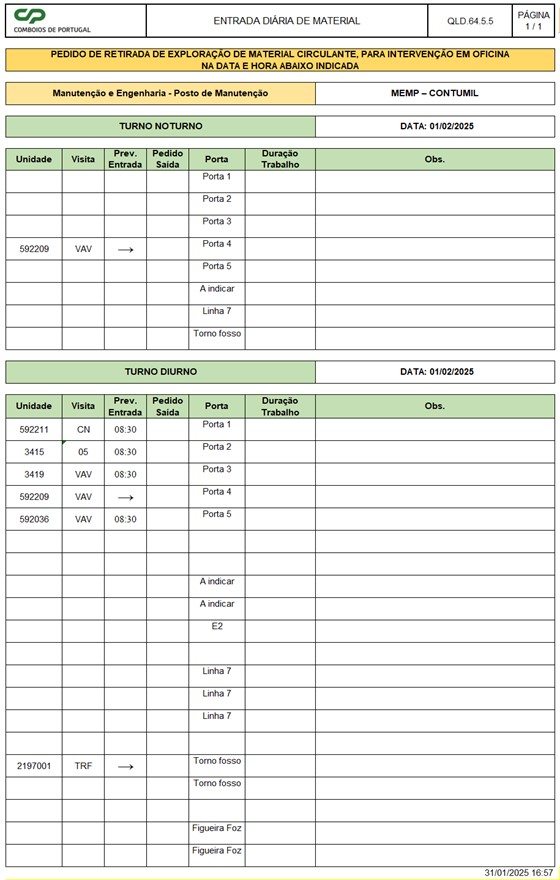 CP
COMBOIOS DE PORTUGAL
ENTRADA DIÁRIA DE MATERIAL
QLD.64.5.5
PÁGINA
1 / 1
PEDIDO DE RETIRADA DE EXPLORAÇÃO DE MATERIAL CIRCULANTE, PARA INTERVENÇÃO EM OFICINA
NA DATA E HORA ABAIXO INDICADA
Manutenção e Engenharia - Posto de Manutenção MEMP – CONTUMIL
TURNO NOTURNO DATA: 01/02/2025
Unidade Visita Prev. Entrada Pedido Saída Porta Duração Trabalho Obs.
Porta 1
Porta 2
Porta 3
592209 VAV → Porta 4
Porta 5
A indicar
Linha 7
Torno fosso
TURNO DIURNO DATA: 01/02/2025
Unidade Visita Prev. Entrada Pedido Saída Porta Duração Trabalho Obs.
592211 CN 08:30 Porta 1
3415 05 08:30 Porta 2
3419 VAV 08:30 Porta 3
592209 VAV → Porta 4
592036 VAV 08:30 Porta 5
A indicar
A indicar
E2
Linha 7
Linha 7
Linha 7
2197001 TRF → Torno fosso
Torno fosso
Figueira Foz
Figueira Foz
31/01/2025 16:57